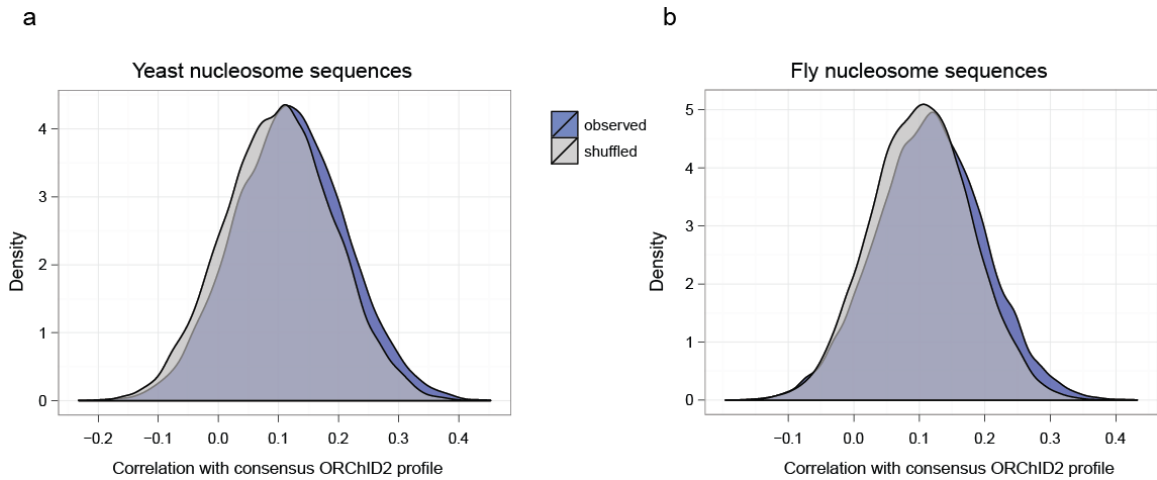 a
Yeast nucleosome sequences
Density
4
3
2
1
0
−0.2
−0.1
0.0
0.1
0.2
0.3
0.4
Correlation with consensus ORChID2 profile
observed
shuffled
b
Fly nucleosome sequences
Density
5
4
3
2
1
0
−0.1
0.0
0.1
0.2
0.3
0.4
Correlation with consensus ORChID2 profile